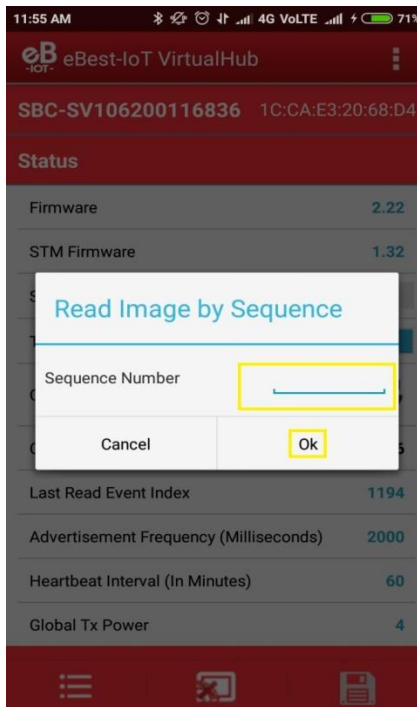 11:55 AM 4G VoLTE 71%
eB -IOT- eBest-IoT VirtualHub
SBC-SV106200116836 1C:CA:E3:20:68:D4
Status
Firmware 2.22
STM Firmware 1.32
Read Image by Sequence
Sequence Number
Cancel Ok
Last Read Event Index 1194
Advertisement Frequency (Milliseconds) 2000
Heartbeat Interval (In Minutes) 60
Global Tx Power 4